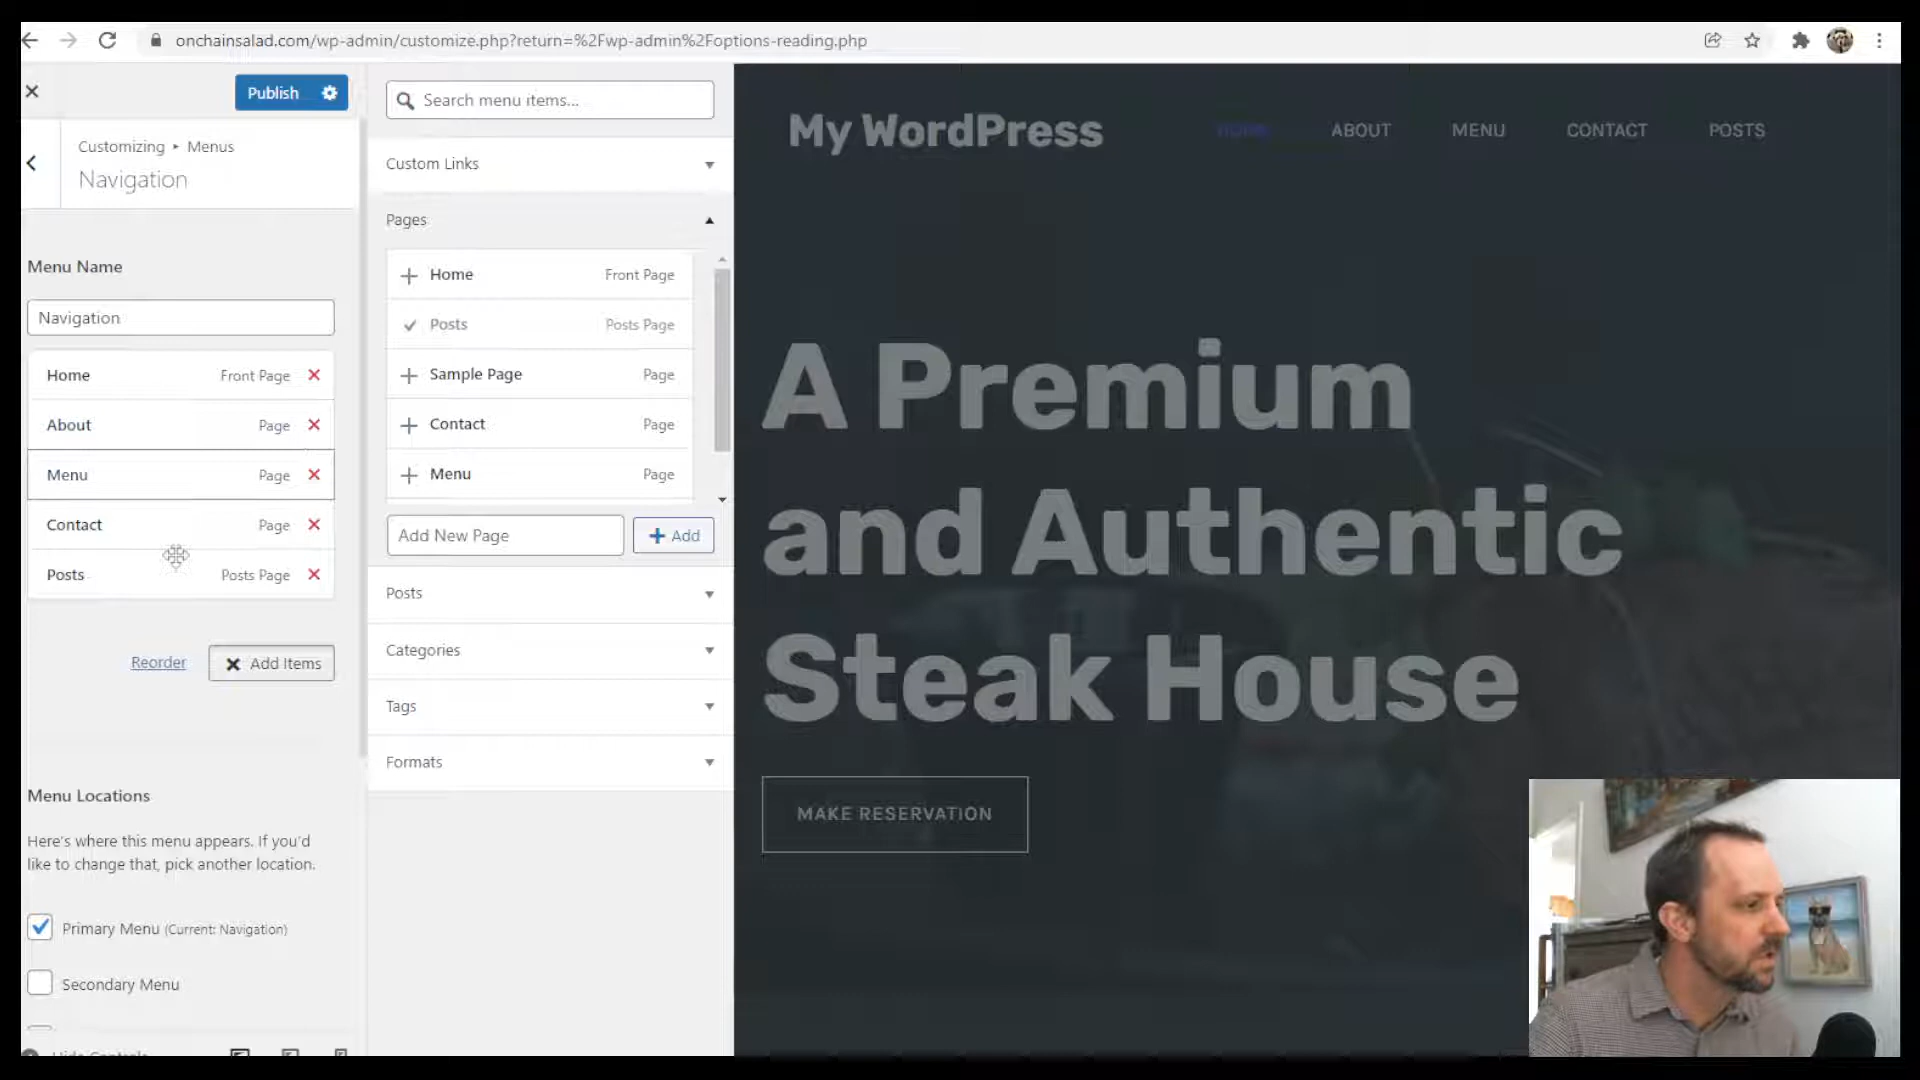 onchainsalad.com/wp-admin/customize.php?return=%2Fwp-admin%2Foptions-reading.php
Publish
Customizing ▸ Menus
Navigation
Menu Name
Navigation
Home Front Page
About Page
Menu Page
Contact Page
Posts Posts Page
Reorder
Add Items
Menu Locations
Here's where this menu appears. If you'd
like to change that, pick another location.
Primary Menu (Current: Navigation)
Secondary Menu
Hide Controls
Search menu items...
Custom Links
Pages
Home Front Page
Posts Posts Page
Sample Page Page
Contact Page
Menu Page
Add New Page
Add
Posts
Categories
Tags
Formats
My WordPress
HOME ABOUT MENU CONTACT POSTS
A Premium
and Authentic
Steak House
MAKE RESERVATION